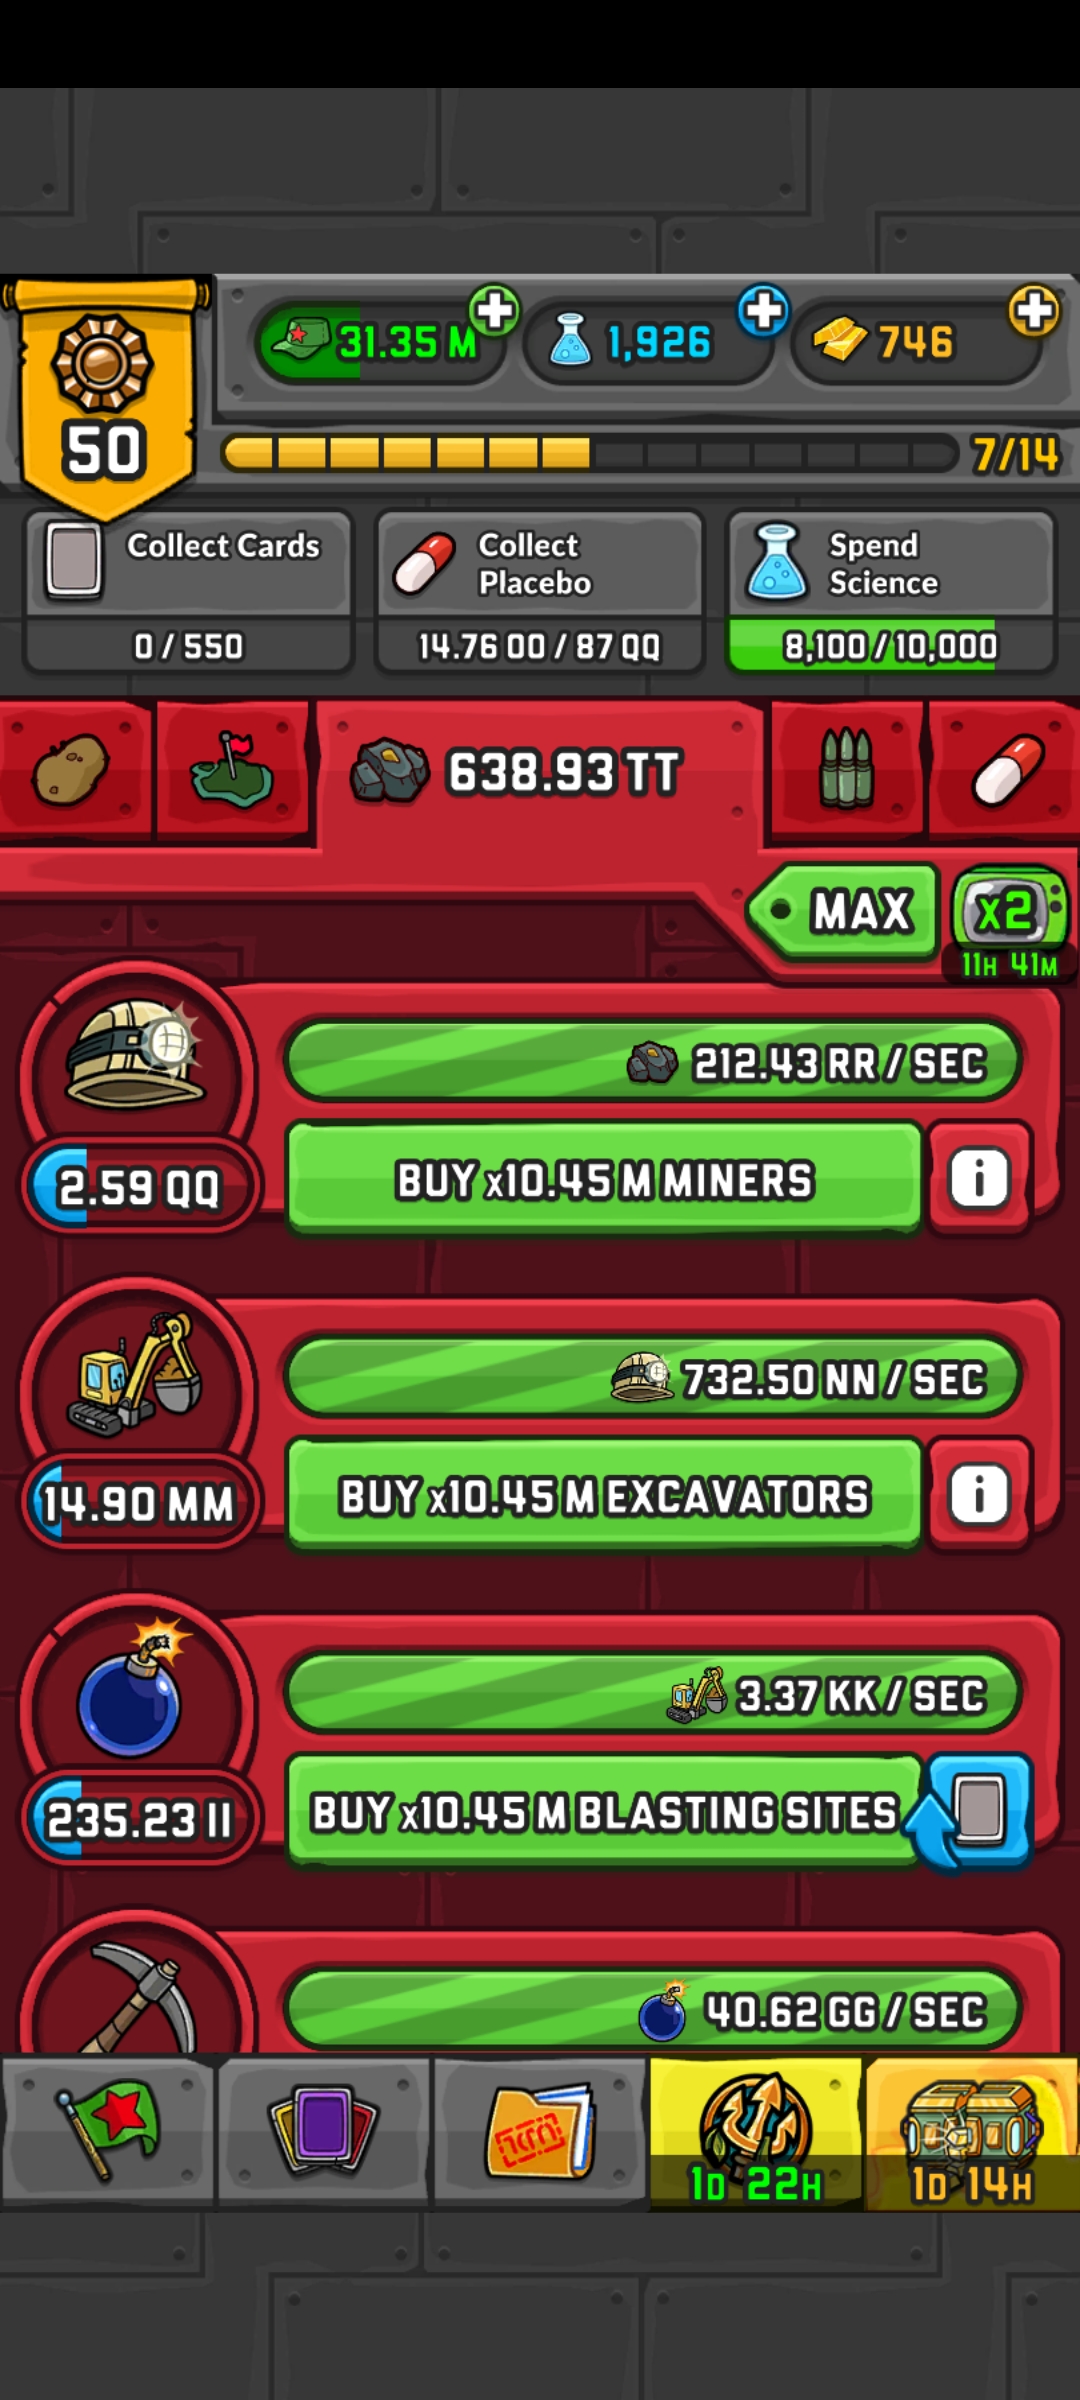 31.35 M
1,926
746
50
7/14
Collect Cards
0 / 550
Collect
Placebo
14.76 OO / 87 QQ
Spend
Science
8,100 / 10,000
638.93 TT
MAX
x2
11H 41M
212.43 RR / SEC
2.59 QQ
BUY x10.45 M MINERS
i
732.50 NN / SEC
14.90 MM
BUY x10.45 M EXCAVATORS
i
3.37 KK / SEC
235.23 II
BUY x10.45 M BLASTING SITES
40.62 GG / SEC
1D 22H
1D 14H